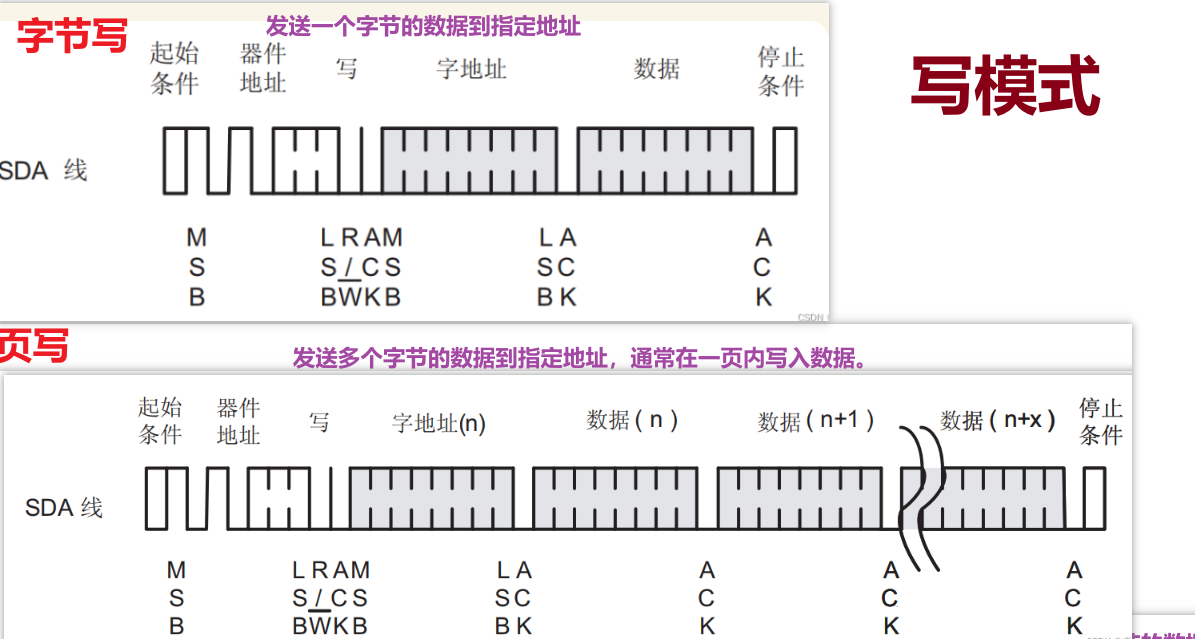 字节写
发送一个字节的数据到指定地址
写模式
起始
条件
器件
地址
写
字地址
数据
停止
条件
SDA 线
M L R A M L A A
S S / C S S C C
B B W K B B K K
CSDN
页写
发送多个字节的数据到指定地址，通常在一页内写入数据。
起始
条件
器件
地址
写
字地址(n)
数据 ( n )
数据 ( n+1 )
数据 ( n+x )
停止
条件
SDA 线
M L R A M L A A A A
S S / C S S C C C C
B B W K B B K K K K